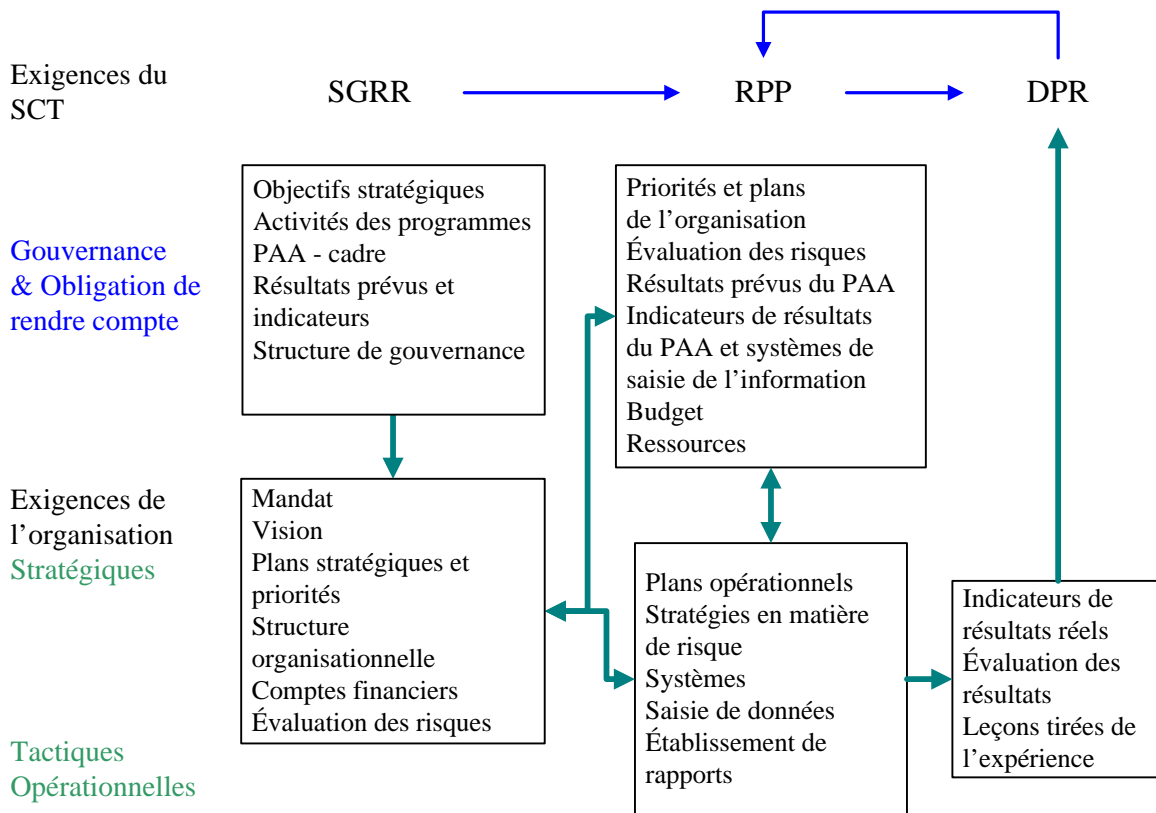 Exigences du
SCT
SGRR
RPP
DPR
Gouvernance
& Obligation de
rendre compte
Objectifs stratégiques
Activités des programmes
PAA - cadre
Résultats prévus et
indicateurs
Structure de gouvernance
Priorités et plans
de l’organisation
Évaluation des risques
Résultats prévus du PAA
Indicateurs de résultats
du PAA et systèmes de
saisie de l’information
Budget
Ressources
Exigences de
l’organisation
Stratégiques
Tactiques
Opérationnelles
Mandat
Vision
Plans stratégiques et
priorités
Structure
organisationnelle
Comptes financiers
Évaluation des risques
Plans opérationnels
Stratégies en matière
de risque
Systèmes
Saisie de données
Établissement de
rapports
Indicateurs de
résultats réels
Évaluation des
résultats
Leçons tirées de
l’expérience